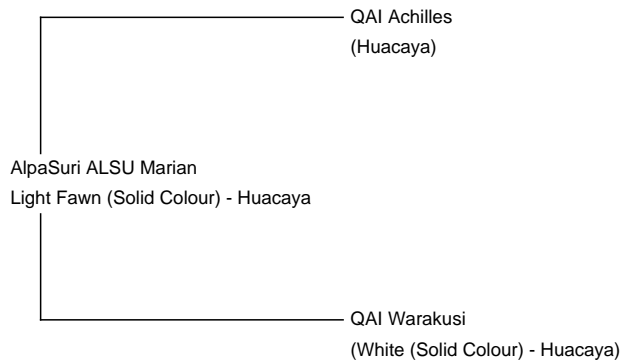 QAI Achilles
(Huacaya)
AlpaSuri ALSU Marian
Light Fawn (Solid Colour) - Huacaya
QAI Warakusi
(White (Solid Colour) - Huacaya)